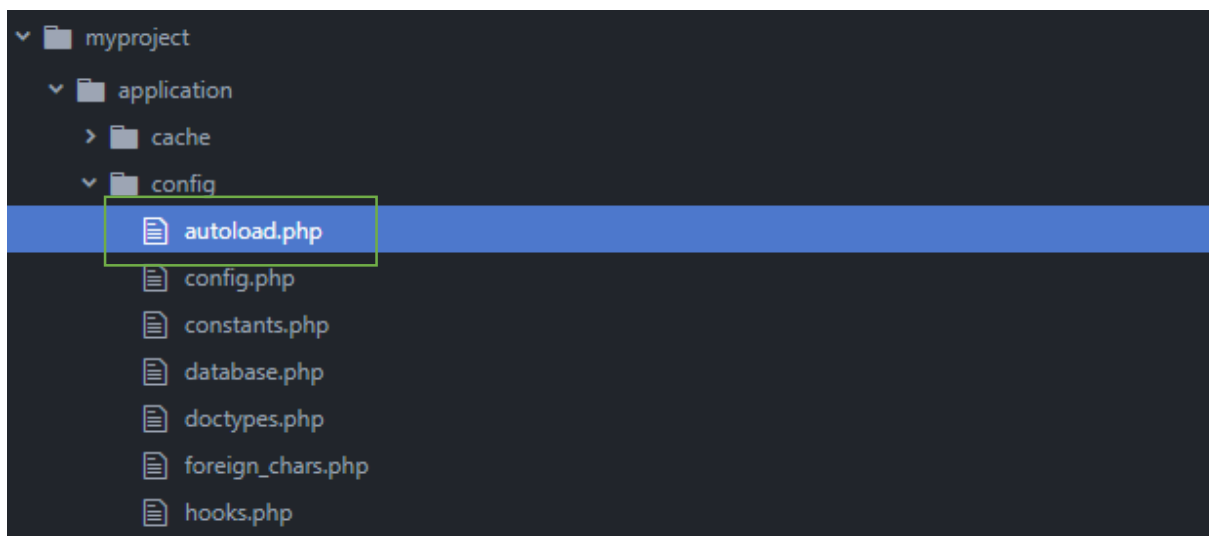 myproject
application
cache
config
autoload.php
config.php
constants.php
database.php
doctypes.php
foreign_chars.php
hooks.php